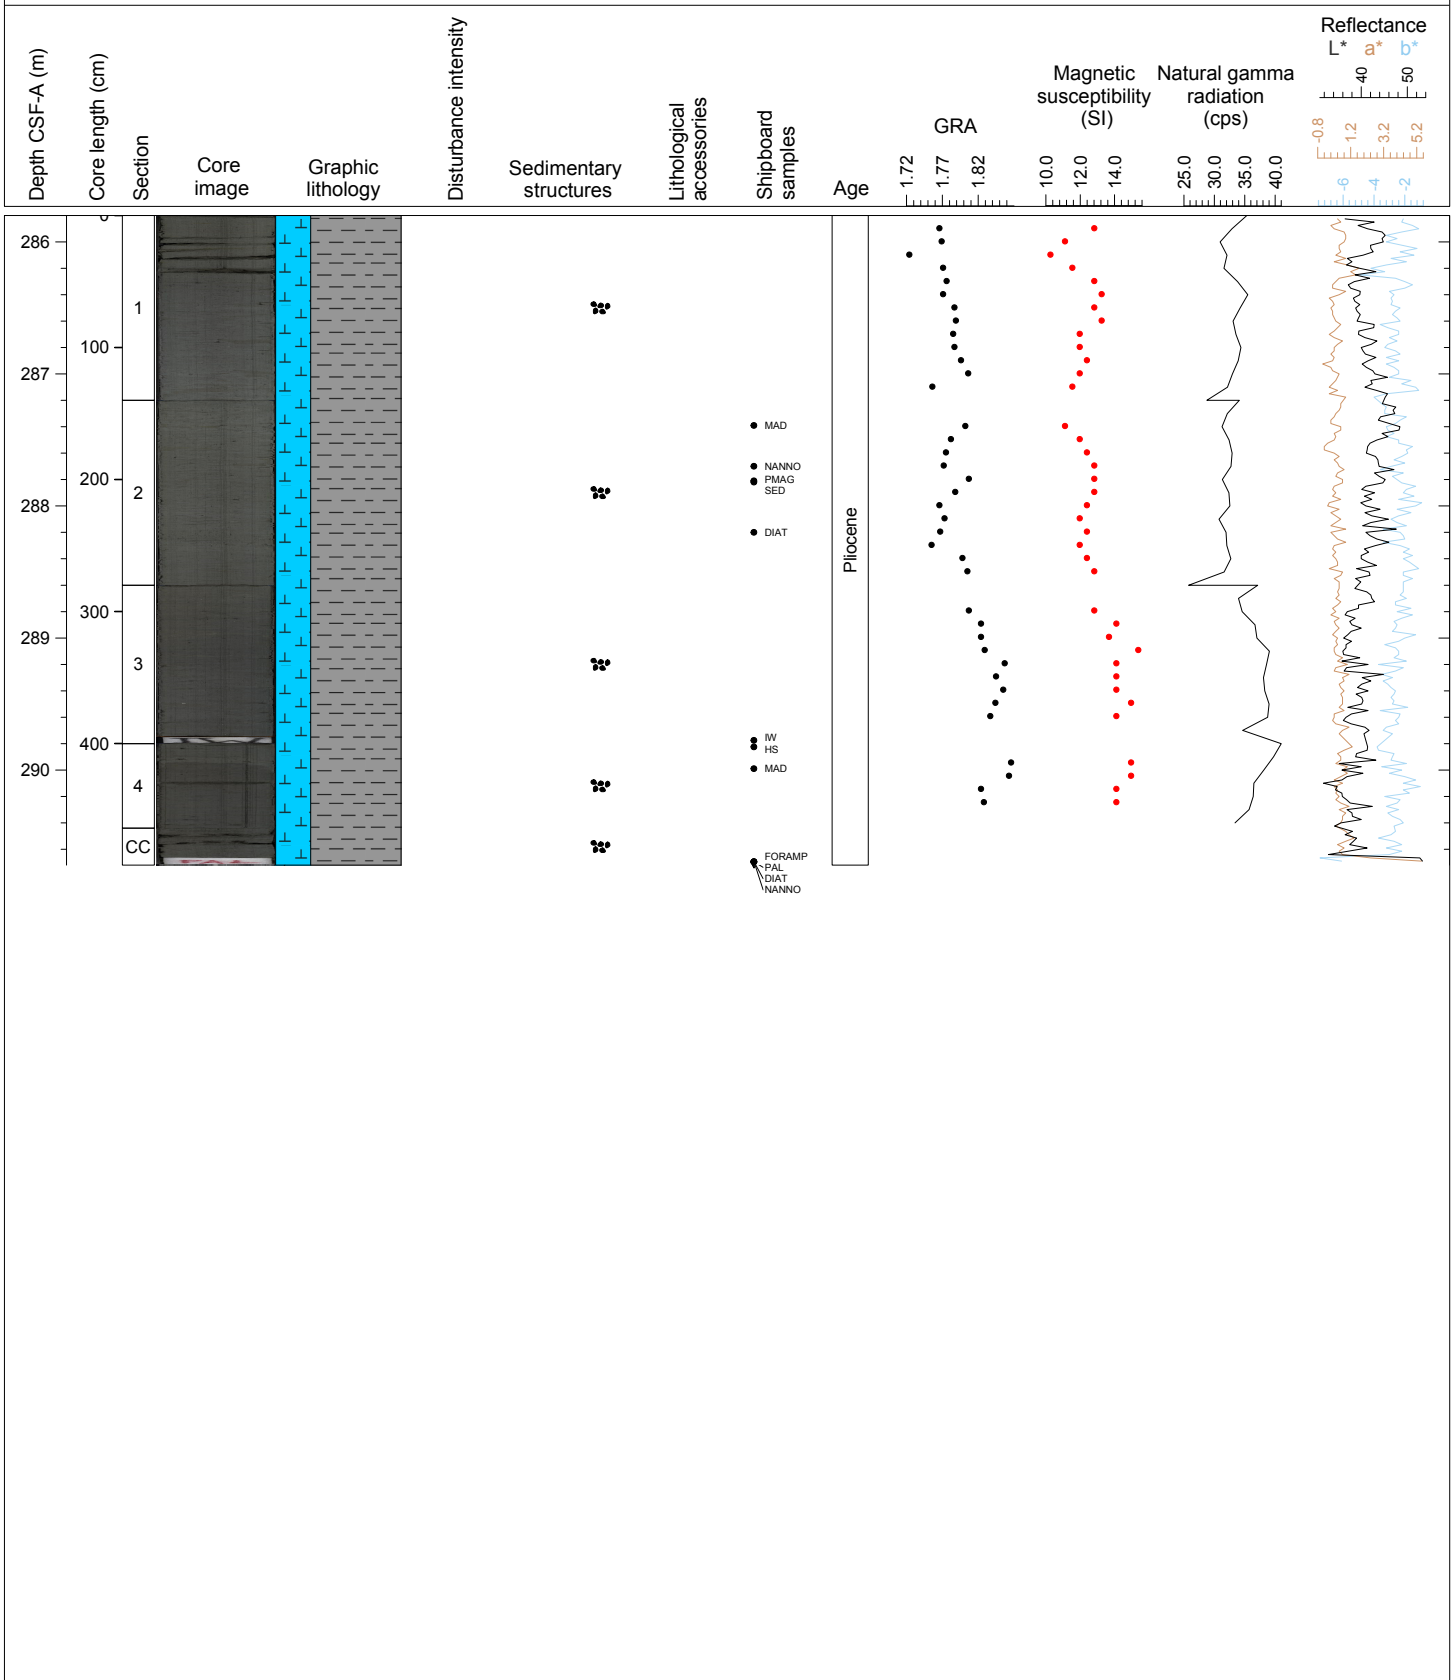 Depth CSF-A (m)
Core length (cm)
Section
Core
image
Graphic
lithology
Disturbance intensity
Sedimentary
structures
Lithological
accessories
Shipboard
samples
Age
GRA
1.72
1.77
1.82
Magnetic
susceptibility
(SI)
10.0
12.0
14.0
Natural gamma
radiation
(cps)
25.0
30.0
35.0
40.0
Reflectance
L* a* b*
40
50
-0.8
1.2
3.2
5.2
-6
-4
-2
0
286
1
100
287
MAD
NANNO
200
PMAG
2
SED
288
DIAT
Pliocene
300
289
3
IW
400
HS
290
MAD
4
CC
FORAMP
PAL
DIAT
NANNO